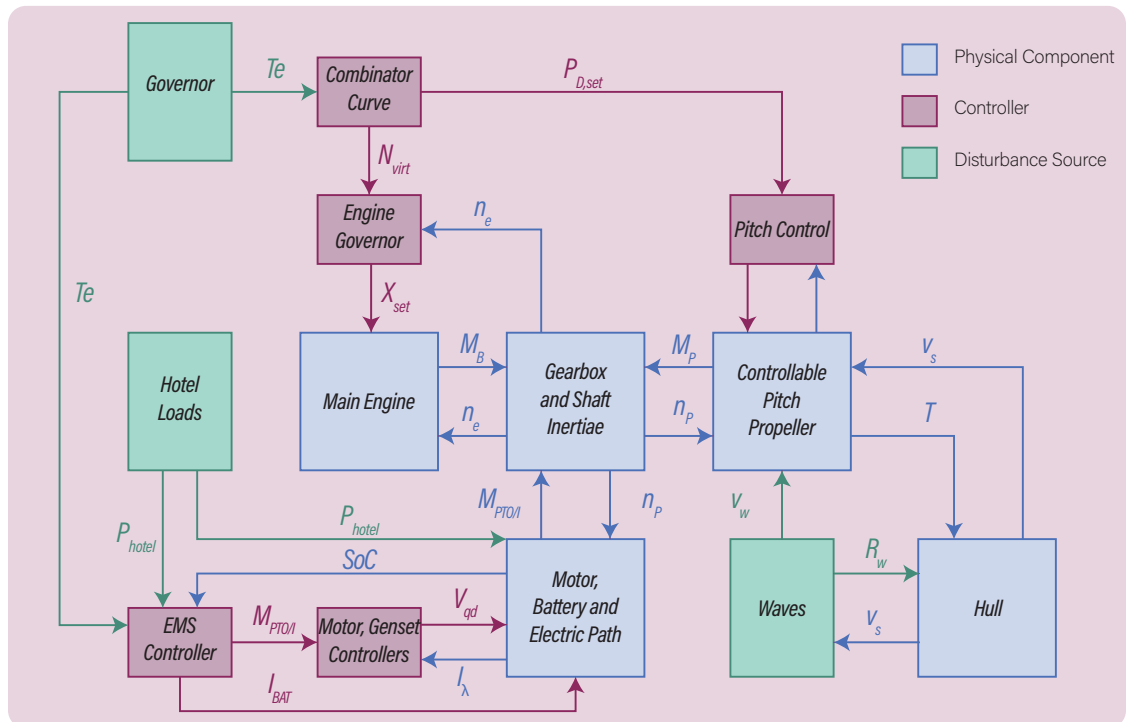 Governor
Te
Combinator
Curve
P_D,set
Physical Component
Controller
Disturbance Source
N_virt
Engine
Governor
n_e
Pitch Control
Te
X_set
Hotel
Loads
Main Engine
M_B
n_e
Gearbox
and Shaft
Inertiae
M_P
n_P
Controllable
Pitch
Propeller
v_s
T
M_PTO/I
n_P
v_w
P_hotel
P_hotel
SoC
EMS
Controller
M_PTO/I
Motor, Genset
Controllers
V_qd
I_λ
I_BAT
Motor,
Battery and
Electric Path
Waves
R_w
v_s
Hull